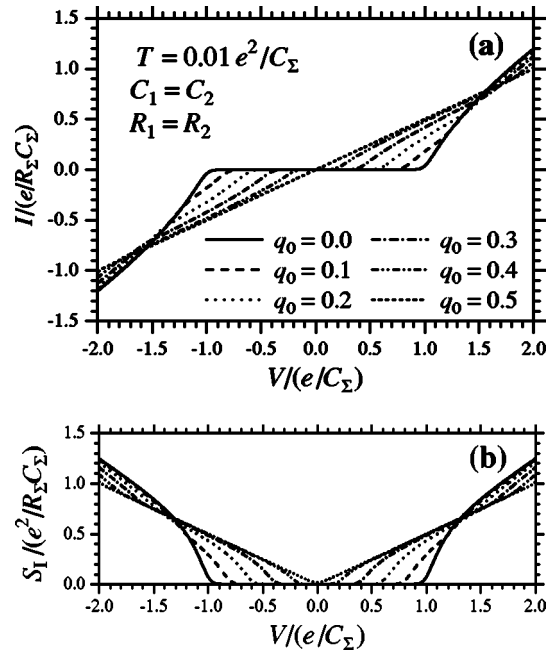 (a)
T = 0.01 e²/C_Σ
C₁ = C₂
R₁ = R₂
I/(e/R_ΣC_Σ)
1.5
1.0
0.5
0.0
-0.5
-1.0
-1.5
q₀ = 0.0 q₀ = 0.3
q₀ = 0.1 q₀ = 0.4
q₀ = 0.2 q₀ = 0.5
-2.0 -1.5 -1.0 -0.5 0.0 0.5 1.0 1.5 2.0
V/(e/C_Σ)
(b)
S_I/(e²/R_ΣC_Σ)
1.5
1.0
0.5
0.0
-2.0 -1.5 -1.0 -0.5 0.0 0.5 1.0 1.5 2.0
V/(e/C_Σ)